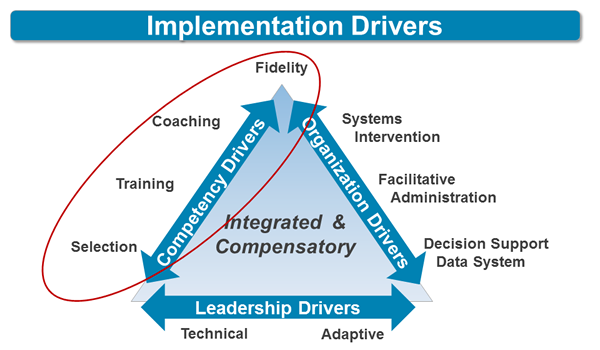 Implementation Drivers
Fidelity
Coaching
Systems
Intervention
Training
Competency Drivers
Organization Drivers
Facilitative
Administration
Selection
Integrated &
Compensatory
Decision Support
Data System
Leadership Drivers
Technical
Adaptive